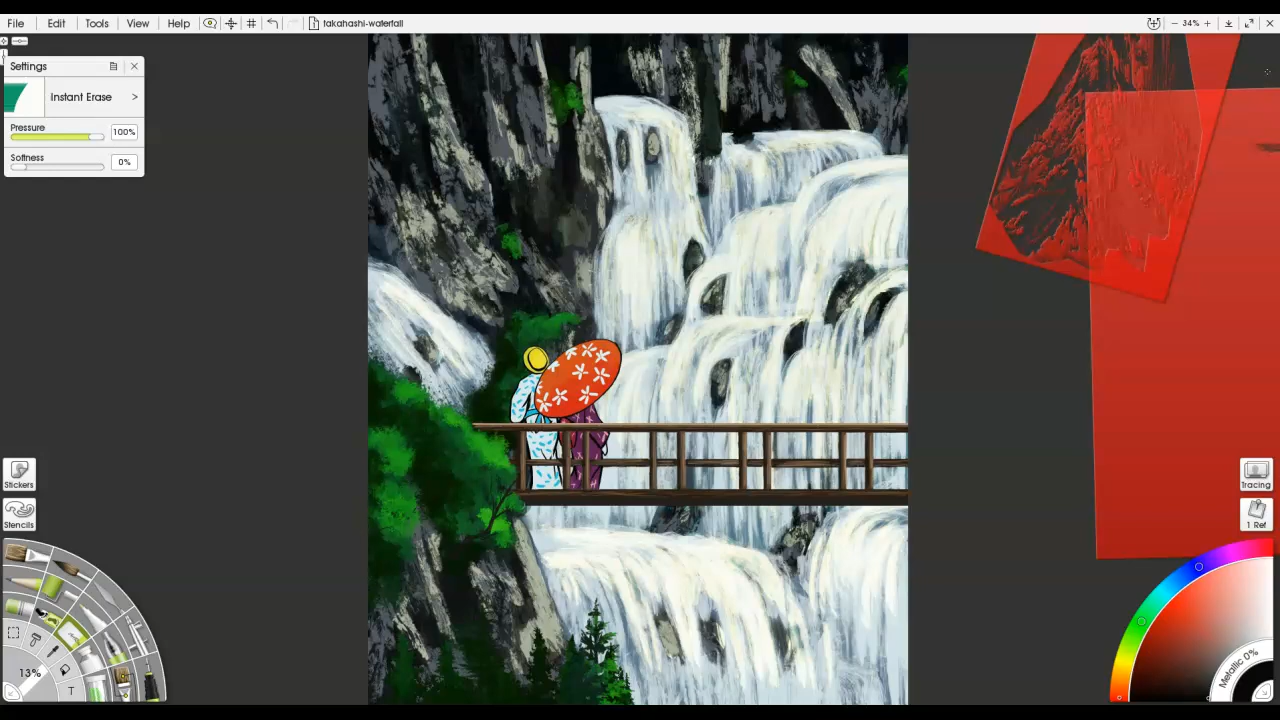 File Edit Tools View Help takahashi-waterfall 34%
Settings
Instant Erase >
Pressure
100%
Softness
0%
Stickers
Stencils
13%
T
Tracing
1 Ref
Metallic 0%